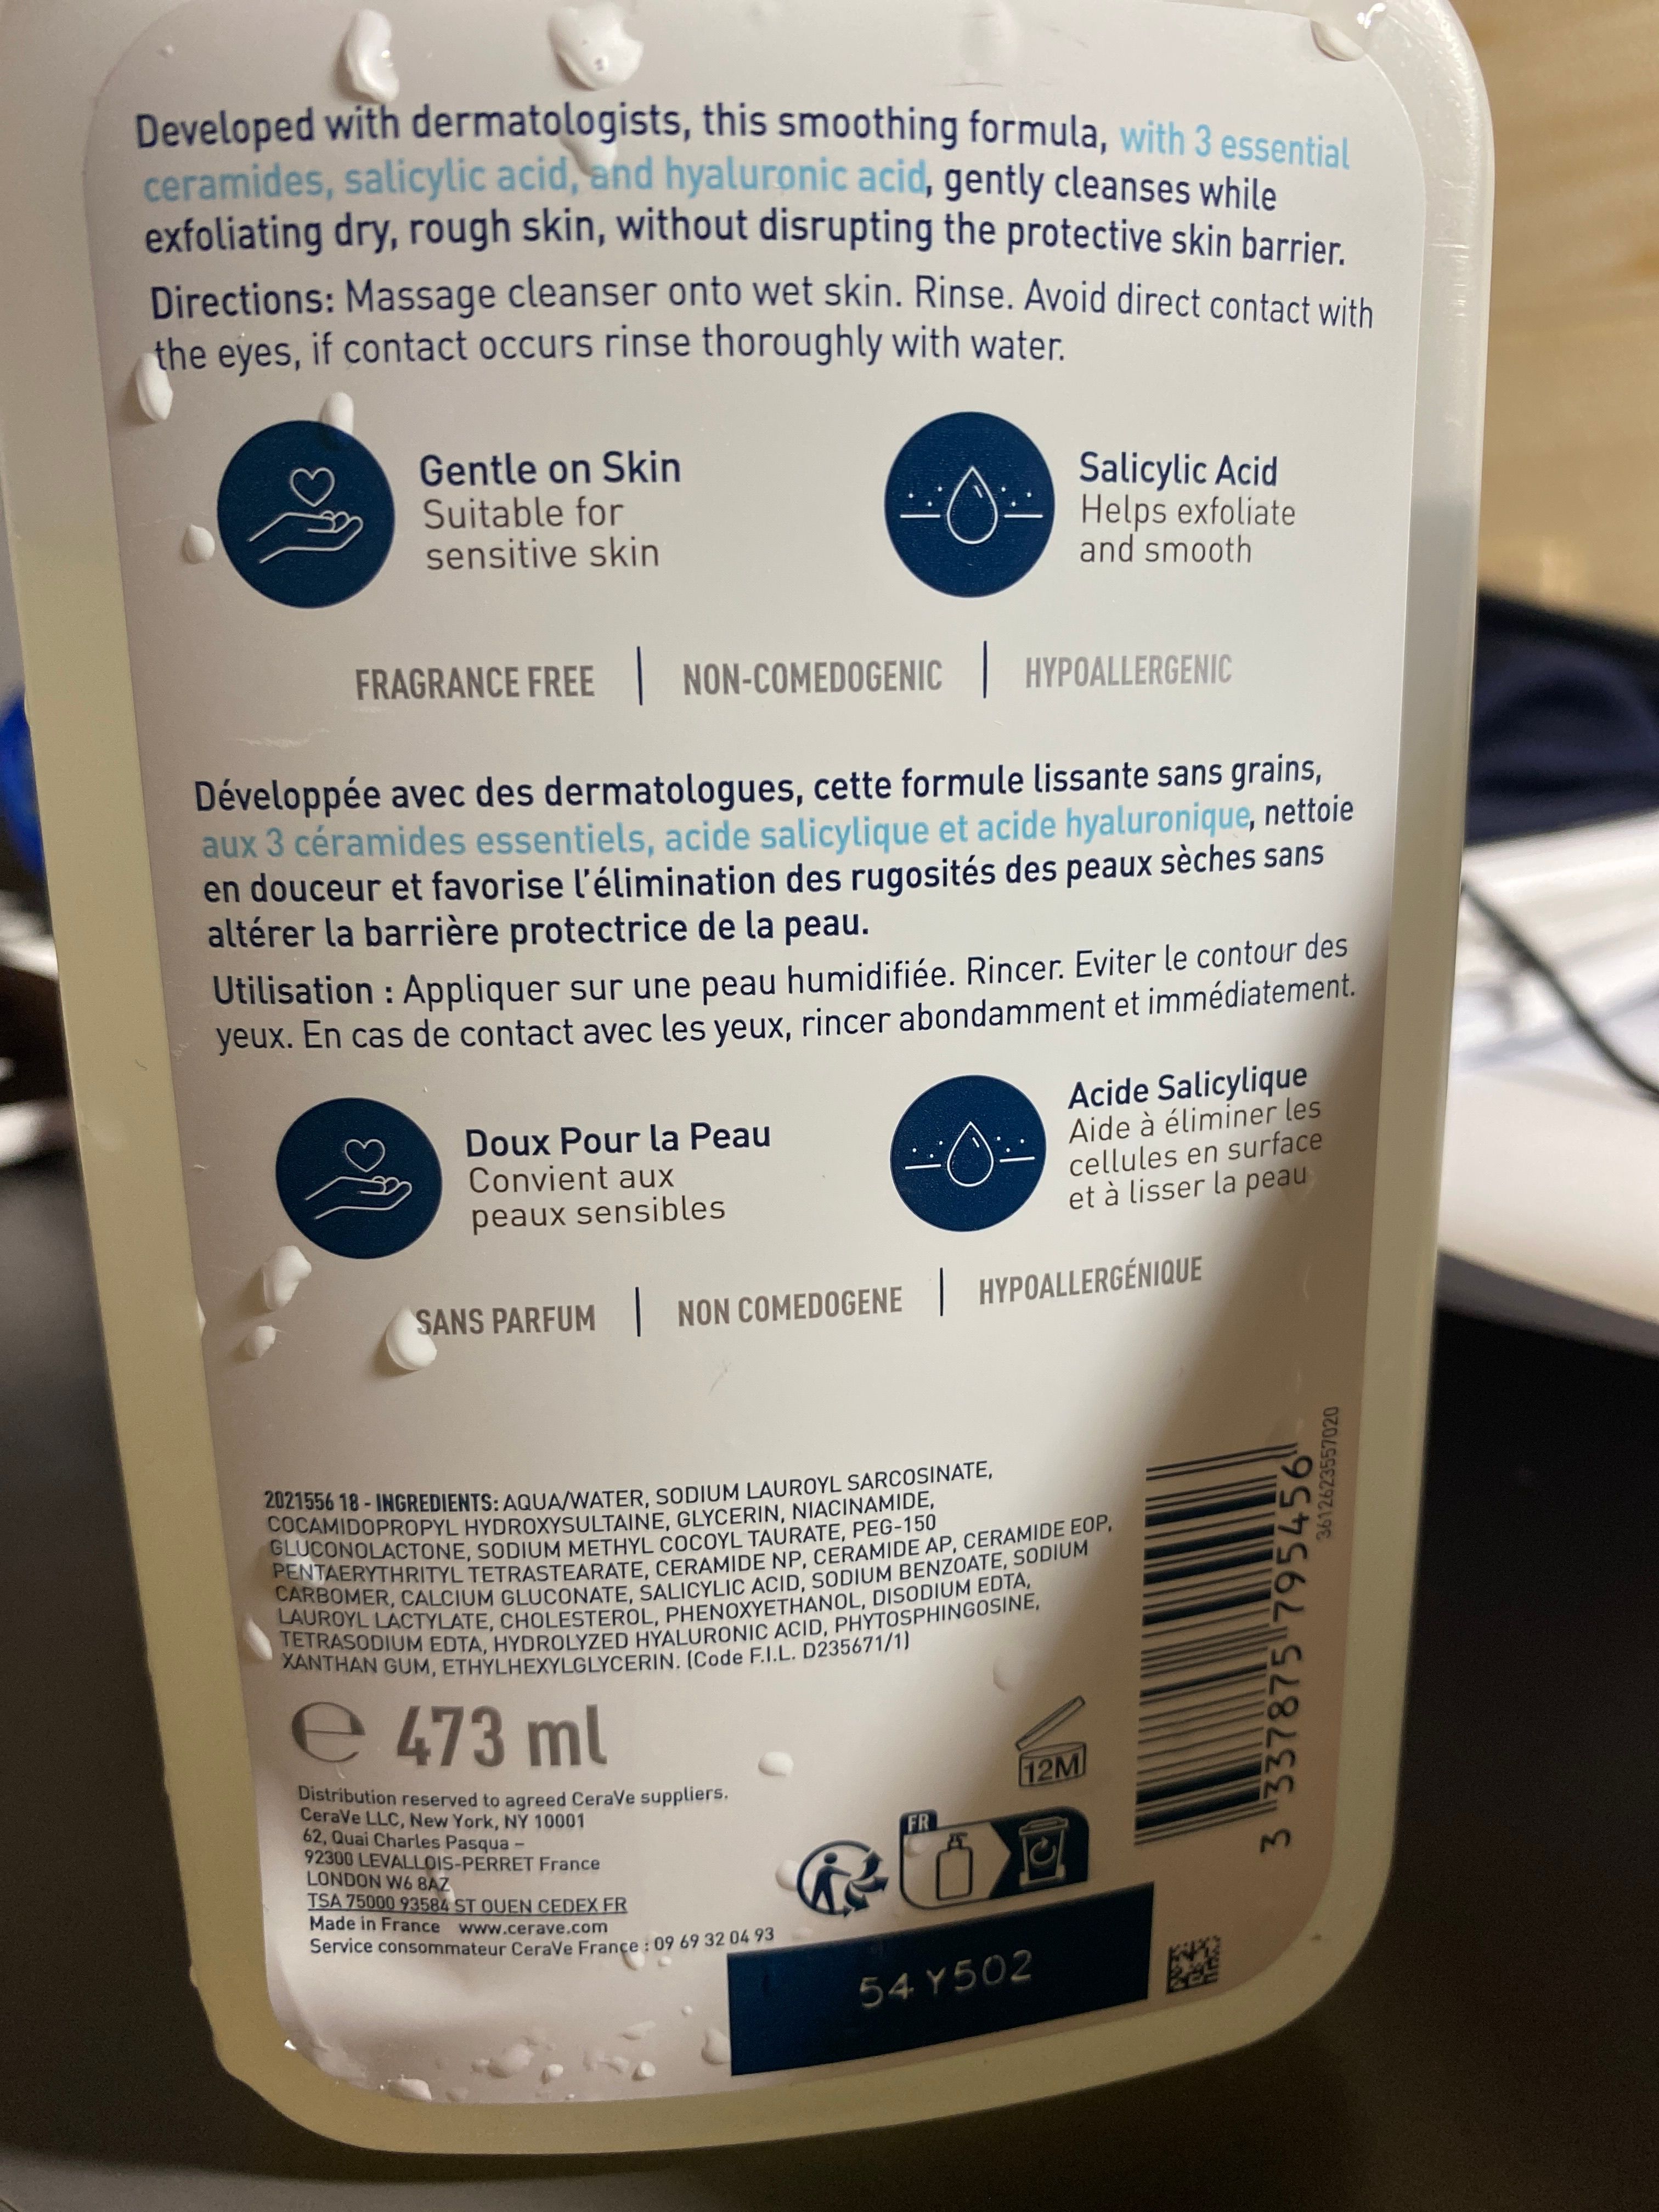 Developed with dermatologists, this smoothing formula, with 3 essential
ceramides, salicylic acid, and hyaluronic acid, gently cleanses while
exfoliating dry, rough skin, without disrupting the protective skin barrier.
Directions: Massage cleanser onto wet skin. Rinse. Avoid direct contact with
the eyes, if contact occurs rinse thoroughly with water.
Gentle on Skin
Suitable for
sensitive skin
Salicylic Acid
Helps exfoliate
and smooth
FRAGRANCE FREE | NON-COMEDOGENIC | HYPOALLERGENIC
Développée avec des dermatologues, cette formule lissante sans grains,
aux 3 céramides essentiels, acide salicylique et acide hyaluronique, nettoie
en douceur et favorise l'élimination des rugosités des peaux sèches sans
altérer la barrière protectrice de la peau.
Utilisation : Appliquer sur une peau humidifiée. Rincer. Eviter le contour des
yeux. En cas de contact avec les yeux, rincer abondamment et immédiatement.
Doux Pour la Peau
Convient aux
peaux sensibles
Acide Salicylique
Aide à éliminer les
cellules en surface
et à lisser la peau
SANS PARFUM | NON COMEDOGENE | HYPOALLERGÉNIQUE
2021556 18 - INGREDIENTS: AQUA/WATER, SODIUM LAUROYL SARCOSINATE,
COCAMIDOPROPYL HYDROXYSULTAINE, GLYCERIN, NIACINAMIDE,
GLUCONOLACTONE, SODIUM METHYL COCOYL TAURATE, PEG-150
PENTAERYTHRITYL TETRASTEARATE, CERAMIDE NP, CERAMIDE AP, CERAMIDE EOP,
CARBOMER, CALCIUM GLUCONATE, SALICYLIC ACID, SODIUM BENZOATE, SODIUM
LAUROYL LACTYLATE, CHOLESTEROL, PHENOXYETHANOL, DISODIUM EDTA,
TETRASODIUM EDTA, HYDROLYZED HYALURONIC ACID, PHYTOSPHINGOSINE,
XANTHAN GUM, ETHYLHEXYLGLYCERIN. (Code F.I.L. D235671/1)
3 337875 795456
3612623557020
e 473 ml
12M
Distribution reserved to agreed CeraVe suppliers.
CeraVe LLC, New York, NY 10001
62, Quai Charles Pasqua –
92300 LEVALLOIS-PERRET France
LONDON W6 8AZ
TSA 75000 93584 ST OUEN CEDEX FR
Made in France www.cerave.com
Service consommateur CeraVe France : 09 69 32 04 93
FR
54Y502